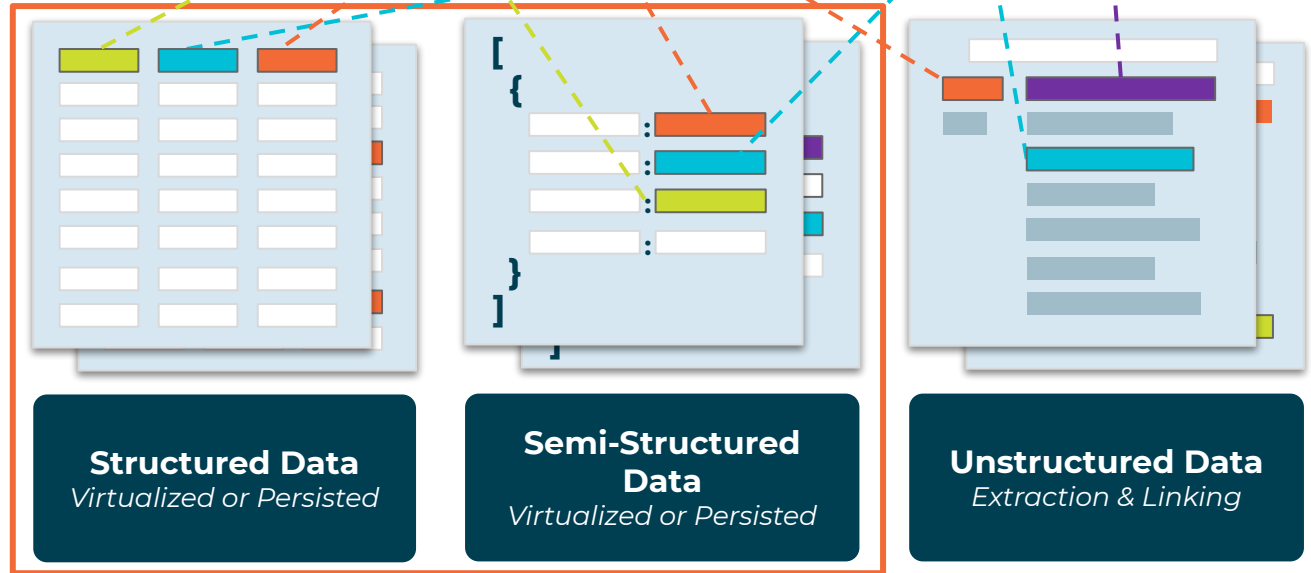 [
{
:
:
:
:
}
]
]
Structured Data
Virtualized or Persisted
Semi-Structured
Data
Virtualized or Persisted
Unstructured Data
Extraction & Linking